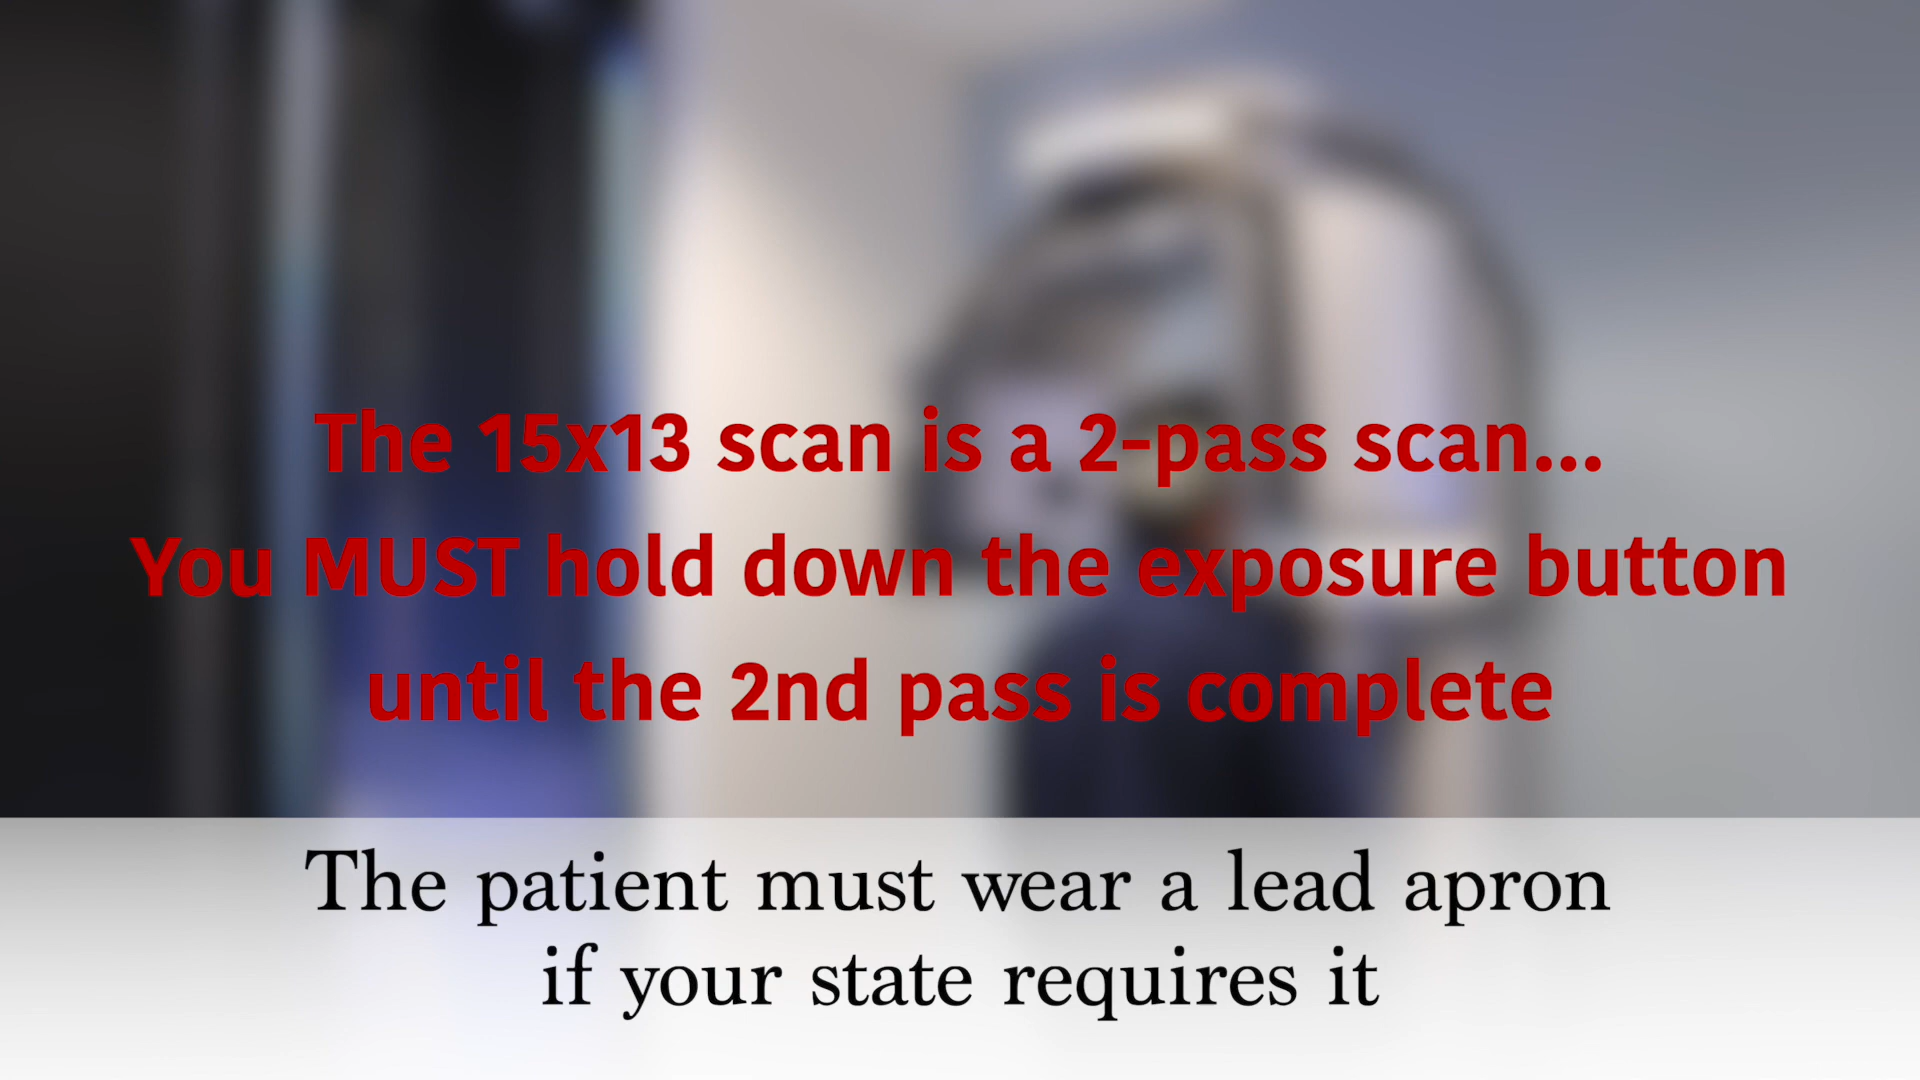 The 15x13 scan is a 2-pass scan...
You MUST hold down the exposure button
until the 2nd pass is complete
The patient must wear a lead apron
if your state requires it